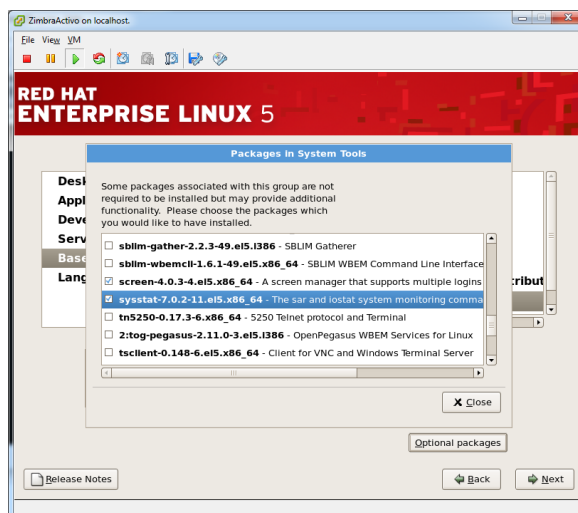 ZimbraActivo on localhost.
File View VM
RED HAT
ENTERPRISE LINUX 5
Packages in System Tools
Desk
Appl
Deve
Serv
Base
Lang
Some packages associated with this group are not
required to be installed but may provide additional
functionality. Please choose the packages which
you would like to have installed.
sblim-gather-2.2.3-49.el5.i386 - SBLIM Gatherer
sblim-wbemcli-1.6.1-49.el5.x86_64 - SBLIM WBEM Command Line Interface
screen-4.0.3-4.el5.x86_64 - A screen manager that supports multiple logins
sysstat-7.0.2-11.el5.x86_64 - The sar and iostat system monitoring comma
tn5250-0.17.3-6.x86_64 - 5250 Telnet protocol and Terminal
2:tog-pegasus-2.11.0-3.el5.i386 - OpenPegasus WBEM Services for Linux
tsclient-0.148-6.el5.x86_64 - Client for VNC and Windows Terminal Server
tribut
Close
Optional packages
Release Notes
Back
Next